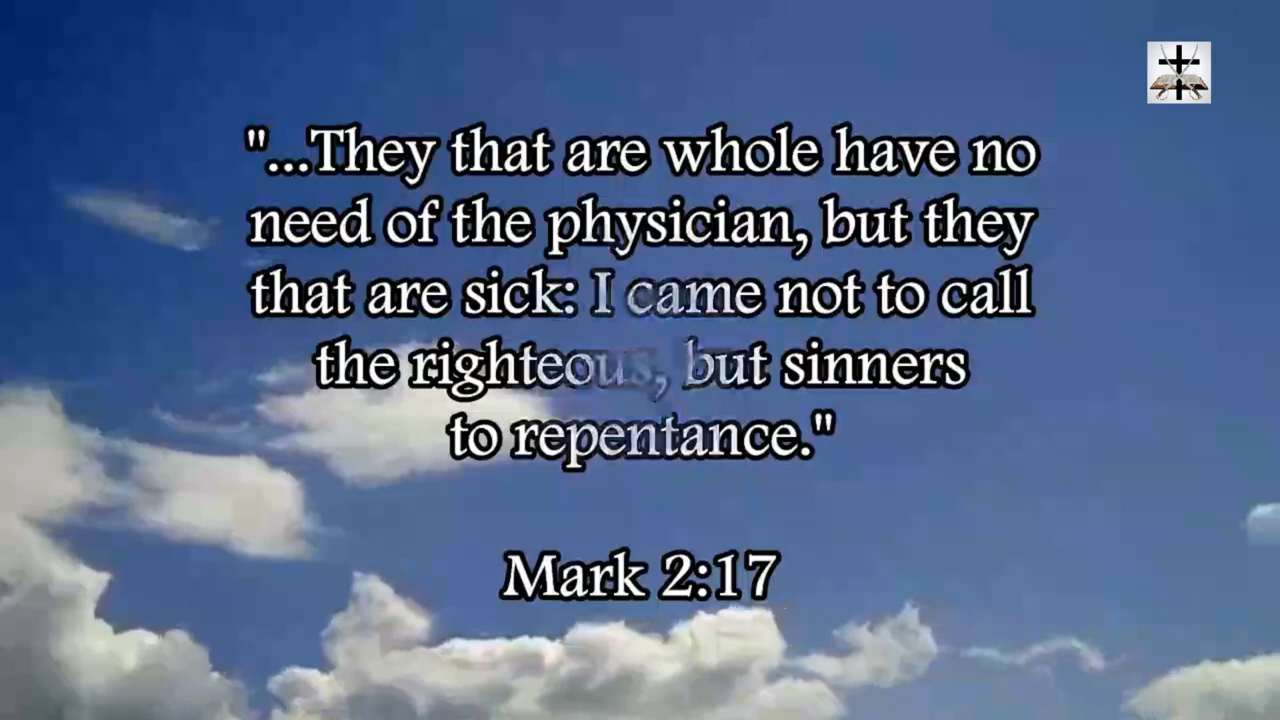 "...They that are whole have no
need of the physician, but they
that are sick: I came not to call
the righteous, but sinners
to repentance."
Mark 2:17